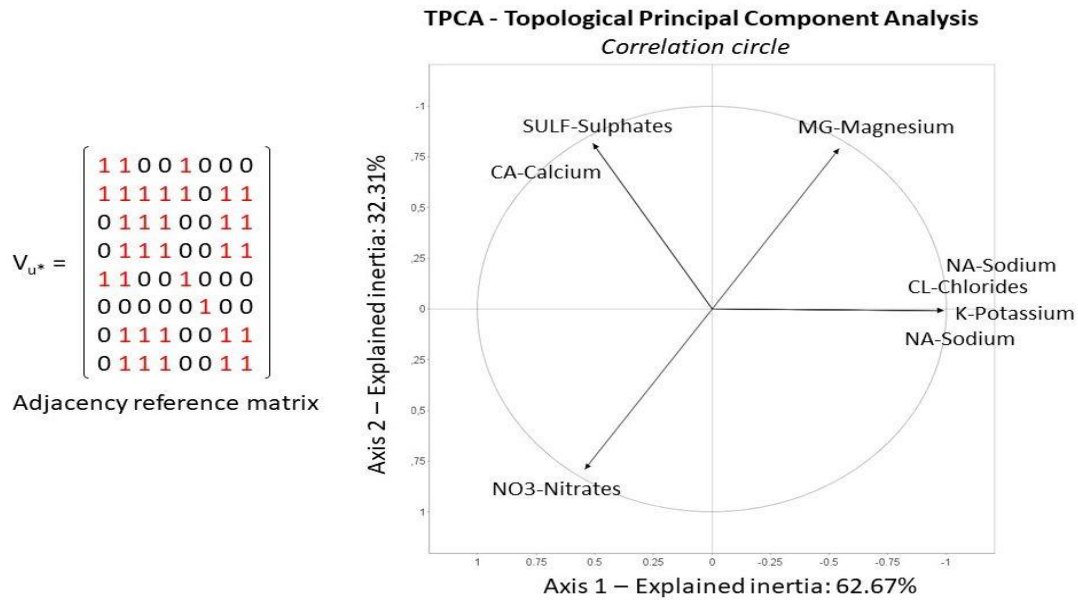 TPCA - Topological Principal Component Analysis
Correlation circle
V_u* =
1 1 0 0 1 0 0 0
1 1 1 1 1 0 1 1
0 1 1 1 0 0 1 1
0 1 1 1 0 0 1 1
1 1 0 0 1 0 0 0
0 0 0 0 0 1 0 0
0 1 1 1 0 0 1 1
0 1 1 1 0 0 1 1
Adjacency reference matrix
Axis 2 – Explained inertia: 32.31%
-1
.75
0,5
.25
0
.25
0,5
,75
1
SULF-Sulphates
MG-Magnesium
CA-Calcium
NA-Sodium
CL-Chlorides
K-Potassium
NA-Sodium
NO3-Nitrates
1 0.75 0.5 0.25 0 -0.25 -0.5 -0.75 -1
Axis 1 – Explained inertia: 62.67%